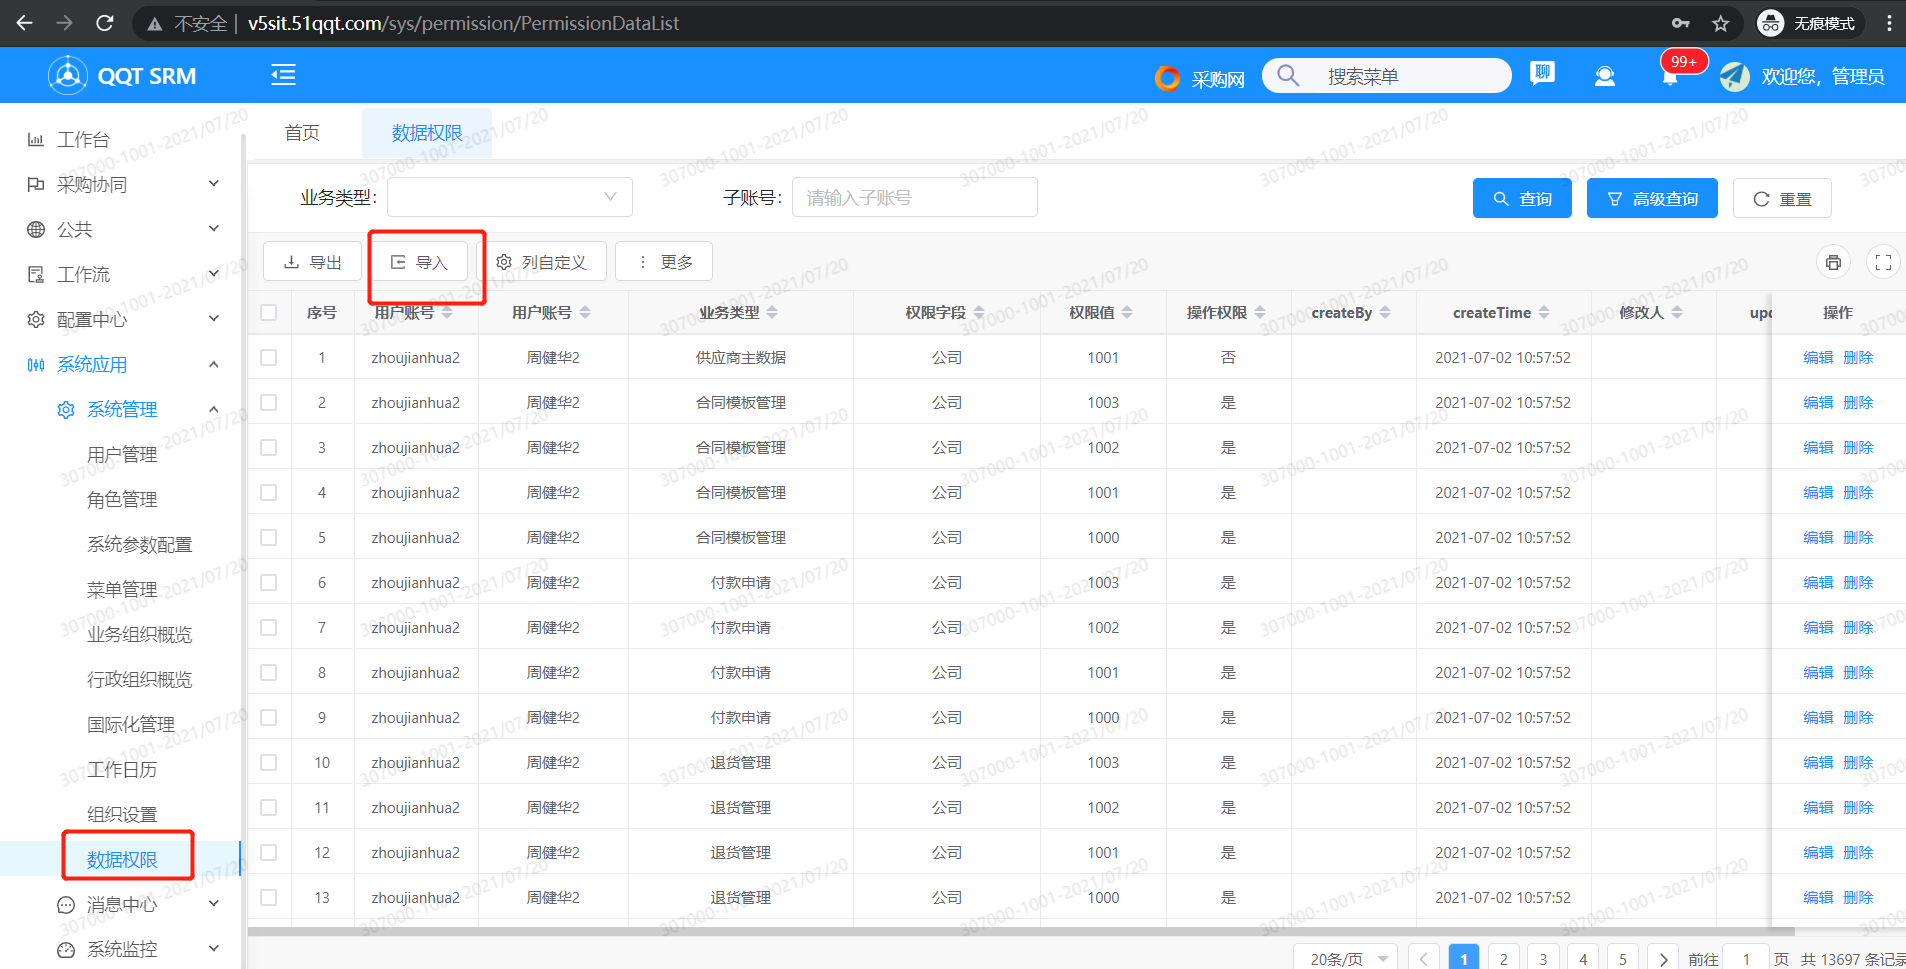 不安全 | v5sit.51qqt.com/sys/permission/PermissionDataList 无痕模式
QQT SRM 采购网 搜索菜单 聊 99+ 欢迎您，管理员
首页 数据权限
工作台
采购协同
公共
工作流
配置中心
系统应用
系统管理
用户管理
角色管理
系统参数配置
菜单管理
业务组织概览
行政组织概览
国际化管理
工作日历
组织设置
数据权限
消息中心
系统监控
业务类型: 子账号: 请输入子账号 查询 高级查询 重置
导出 导入 列自定义 更多
序号 用户账号 用户账号 业务类型 权限字段 权限值 操作权限 createBy createTime 修改人 upd 操作
1 zhoujianhua2 周健华2 供应商主数据 公司 1001 否 2021-07-02 10:57:52 编辑 删除
2 zhoujianhua2 周健华2 合同模板管理 公司 1003 是 2021-07-02 10:57:52 编辑 删除
3 zhoujianhua2 周健华2 合同模板管理 公司 1002 是 2021-07-02 10:57:52 编辑 删除
4 zhoujianhua2 周健华2 合同模板管理 公司 1001 是 2021-07-02 10:57:52 编辑 删除
5 zhoujianhua2 周健华2 合同模板管理 公司 1000 是 2021-07-02 10:57:52 编辑 删除
6 zhoujianhua2 周健华2 付款申请 公司 1003 是 2021-07-02 10:57:52 编辑 删除
7 zhoujianhua2 周健华2 付款申请 公司 1002 是 2021-07-02 10:57:52 编辑 删除
8 zhoujianhua2 周健华2 付款申请 公司 1001 是 2021-07-02 10:57:52 编辑 删除
9 zhoujianhua2 周健华2 付款申请 公司 1000 是 2021-07-02 10:57:52 编辑 删除
10 zhoujianhua2 周健华2 退货管理 公司 1003 是 2021-07-02 10:57:52 编辑 删除
11 zhoujianhua2 周健华2 退货管理 公司 1002 是 2021-07-02 10:57:52 编辑 删除
12 zhoujianhua2 周健华2 退货管理 公司 1001 是 2021-07-02 10:57:52 编辑 删除
13 zhoujianhua2 周健华2 退货管理 公司 1000 是 2021-07-02 10:57:52 编辑 删除
20条/页 1 2 3 4 5 前往 1 页 共 13697 条记录
307000-1001-2021/07/20